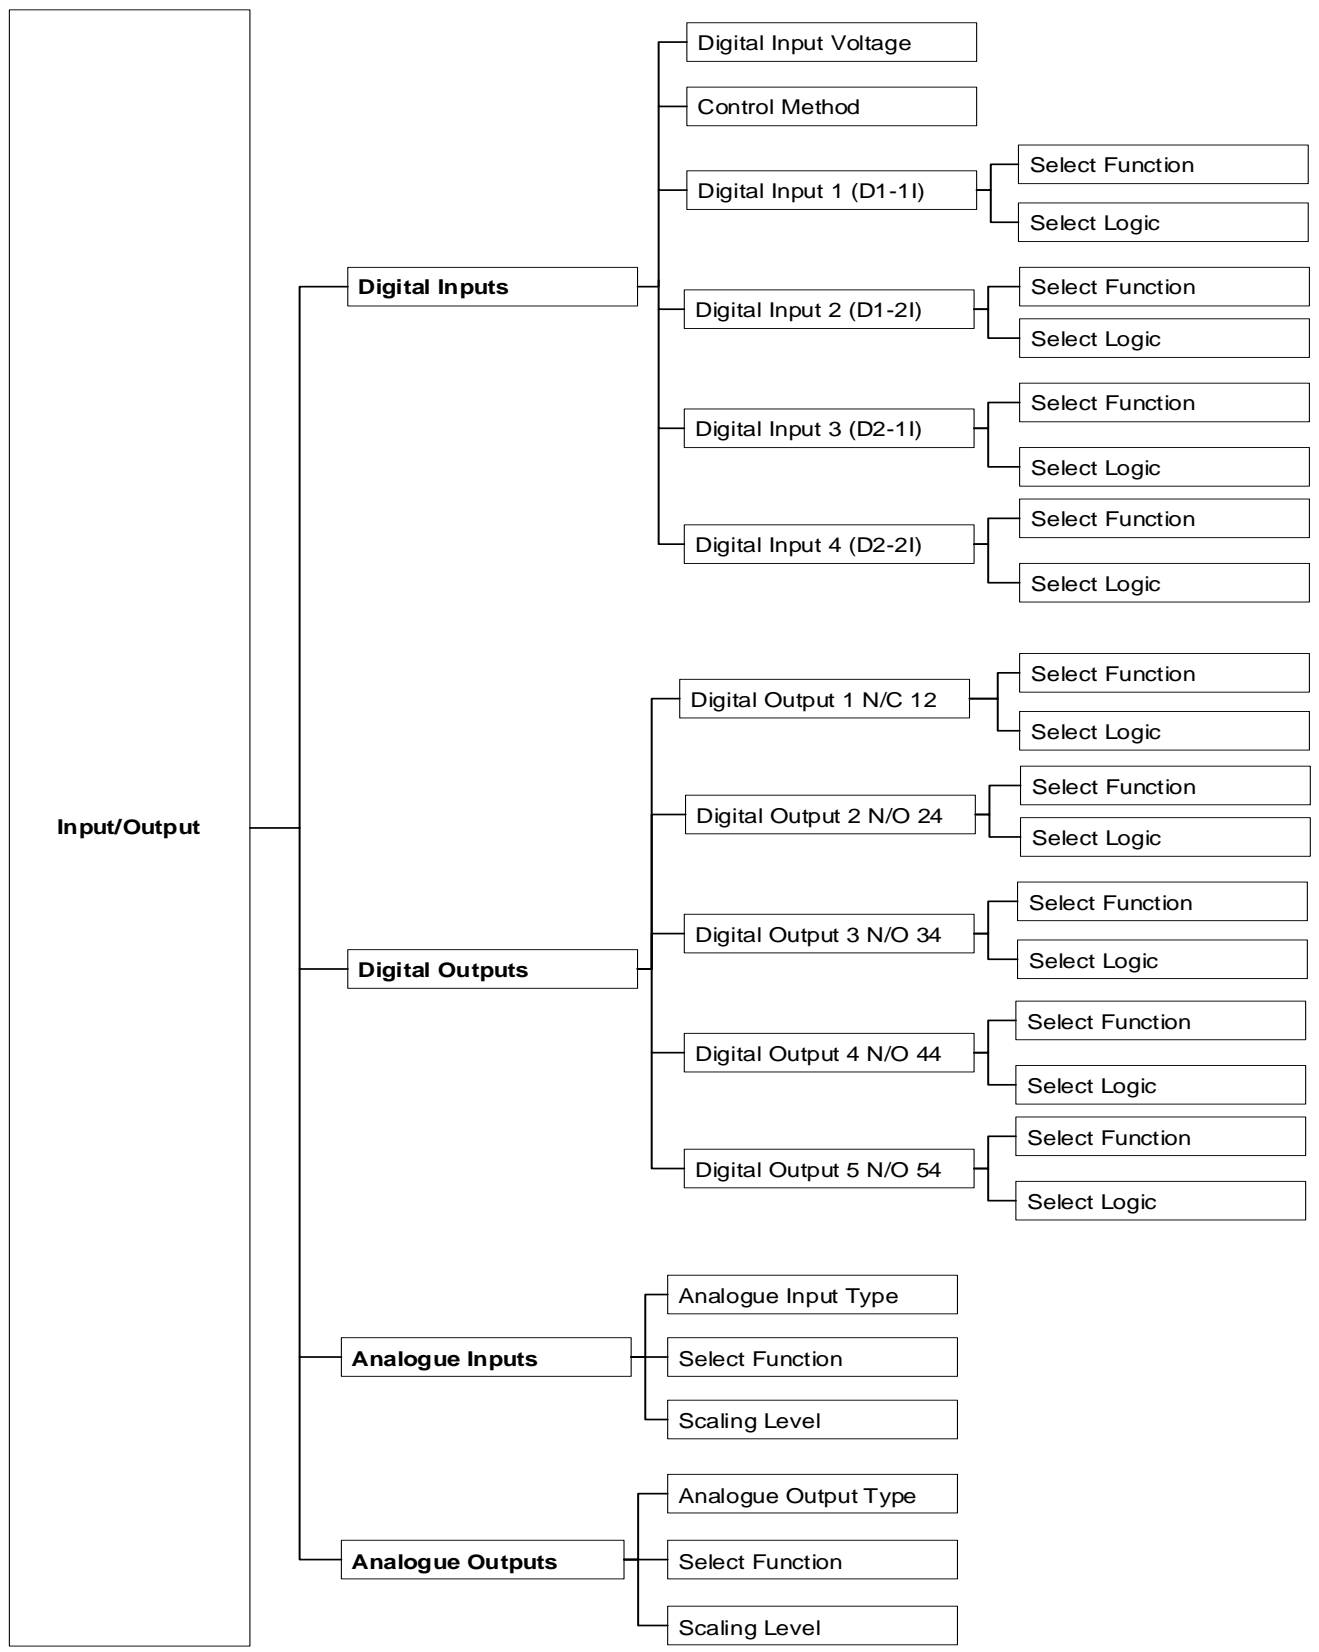 Input/Output
Digital Inputs
Digital Input Voltage
Control Method
Digital Input 1 (D1-1I)
Select Function
Select Logic
Digital Input 2 (D1-2I)
Select Function
Select Logic
Digital Input 3 (D2-1I)
Select Function
Select Logic
Digital Input 4 (D2-2I)
Select Function
Select Logic
Digital Outputs
Digital Output 1 N/C 12
Select Function
Select Logic
Digital Output 2 N/O 24
Select Function
Select Logic
Digital Output 3 N/O 34
Select Function
Select Logic
Digital Output 4 N/O 44
Select Function
Select Logic
Digital Output 5 N/O 54
Select Function
Select Logic
Analogue Inputs
Analogue Input Type
Select Function
Scaling Level
Analogue Outputs
Analogue Output Type
Select Function
Scaling Level